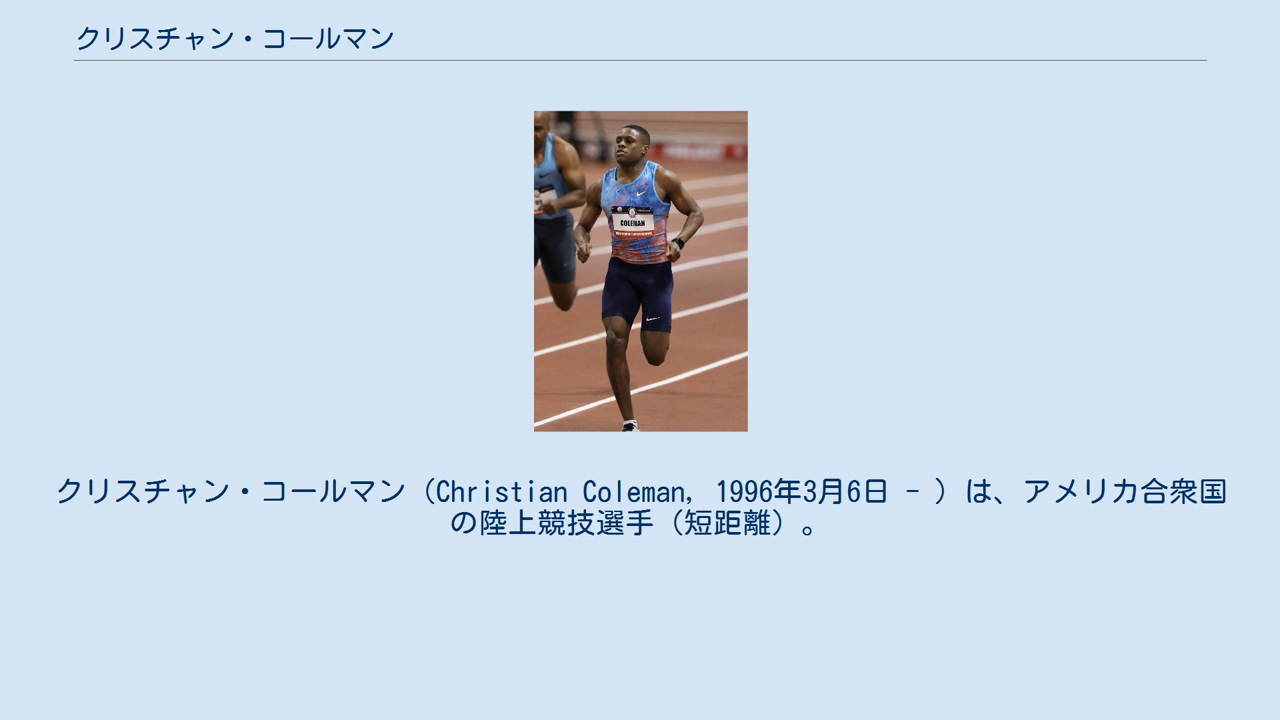 クリスチャン・コールマン
COLEMAN
クリスチャン・コールマン（Christian Coleman, 1996年3月6日 - ）は、アメリカ合衆国
の陸上競技選手（短距離）。